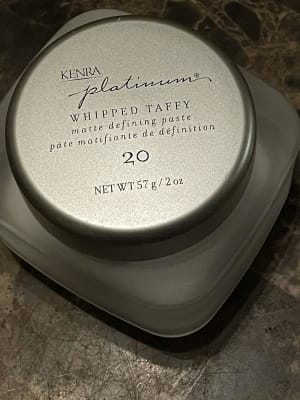 KENRA
platinum®
WHIPPED TAFFY
matte defining paste
pâte matifiante de définition
20
NET WT 57 g / 2 oz